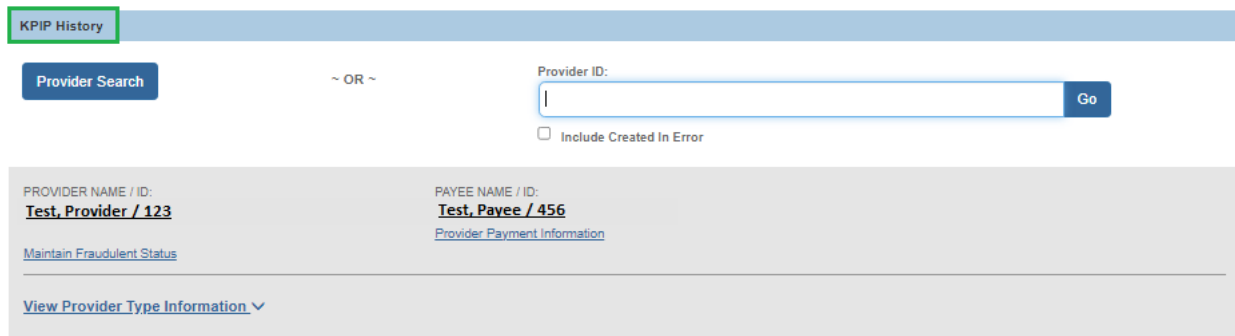 KPIP History
Provider Search
~ OR ~
Provider ID:
Go
Include Created In Error
PROVIDER NAME / ID:
Test, Provider / 123
Maintain Fraudulent Status
PAYEE NAME / ID:
Test, Payee / 456
Provider Payment Information
View Provider Type Information